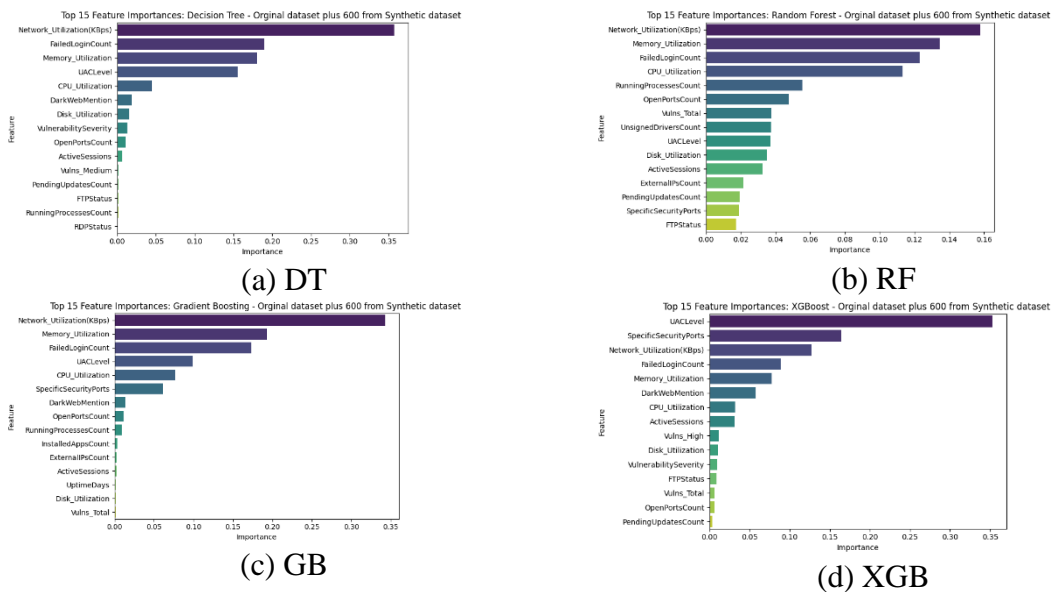 Top 15 Feature Importances: Decision Tree - Orginal dataset plus 600 from Synthetic dataset
Feature
Network_Utilization(KBps)
FailedLoginCount
Memory_Utilization
UACLevel
CPU_Utilization
DarkWebMention
Disk_Utilization
VulnerabilitySeverity
OpenPortsCount
ActiveSessions
Vulns_Medium
PendingUpdatesCount
FTPStatus
RunningProcessesCount
RDPStatus
0.00 0.05 0.10 0.15 0.20 0.25 0.30 0.35
Importance
(a) DT
Top 15 Feature Importances: Random Forest - Orginal dataset plus 600 from Synthetic dataset
Feature
Network_Utilization(KBps)
Memory_Utilization
FailedLoginCount
CPU_Utilization
RunningProcessesCount
OpenPortsCount
Vulns_Total
UnsignedDriversCount
UACLevel
Disk_Utilization
ActiveSessions
ExternalIPsCount
PendingUpdatesCount
SpecificSecurityPorts
FTPStatus
0.00 0.02 0.04 0.06 0.08 0.10 0.12 0.14 0.16
Importance
(b) RF
Top 15 Feature Importances: Gradient Boosting - Orginal dataset plus 600 from Synthetic dataset
Feature
Network_Utilization(KBps)
Memory_Utilization
FailedLoginCount
UACLevel
CPU_Utilization
SpecificSecurityPorts
DarkWebMention
OpenPortsCount
RunningProcessesCount
InstalledAppsCount
ExternalIPsCount
ActiveSessions
UptimeDays
Disk_Utilization
Vulns_Total
0.00 0.05 0.10 0.15 0.20 0.25 0.30 0.35
Importance
(c) GB
Top 15 Feature Importances: XGBoost - Orginal dataset plus 600 from Synthetic dataset
Feature
UACLevel
SpecificSecurityPorts
Network_Utilization(KBps)
FailedLoginCount
Memory_Utilization
DarkWebMention
CPU_Utilization
ActiveSessions
Vulns_High
Disk_Utilization
VulnerabilitySeverity
FTPStatus
Vulns_Total
OpenPortsCount
PendingUpdatesCount
0.00 0.05 0.10 0.15 0.20 0.25 0.30 0.35
Importance
(d) XGB